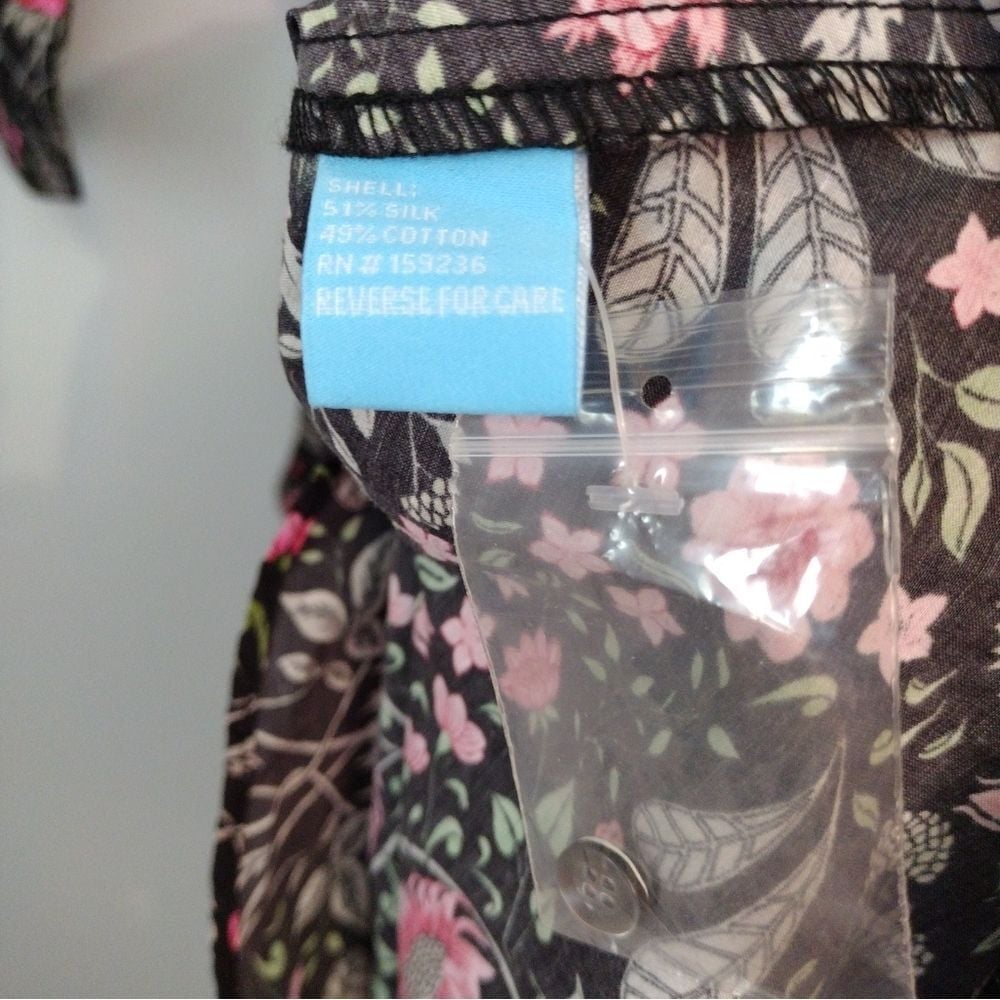 SHELL:
51% SILK
49% COTTON
RN # 159236
REVERSE FOR CARE